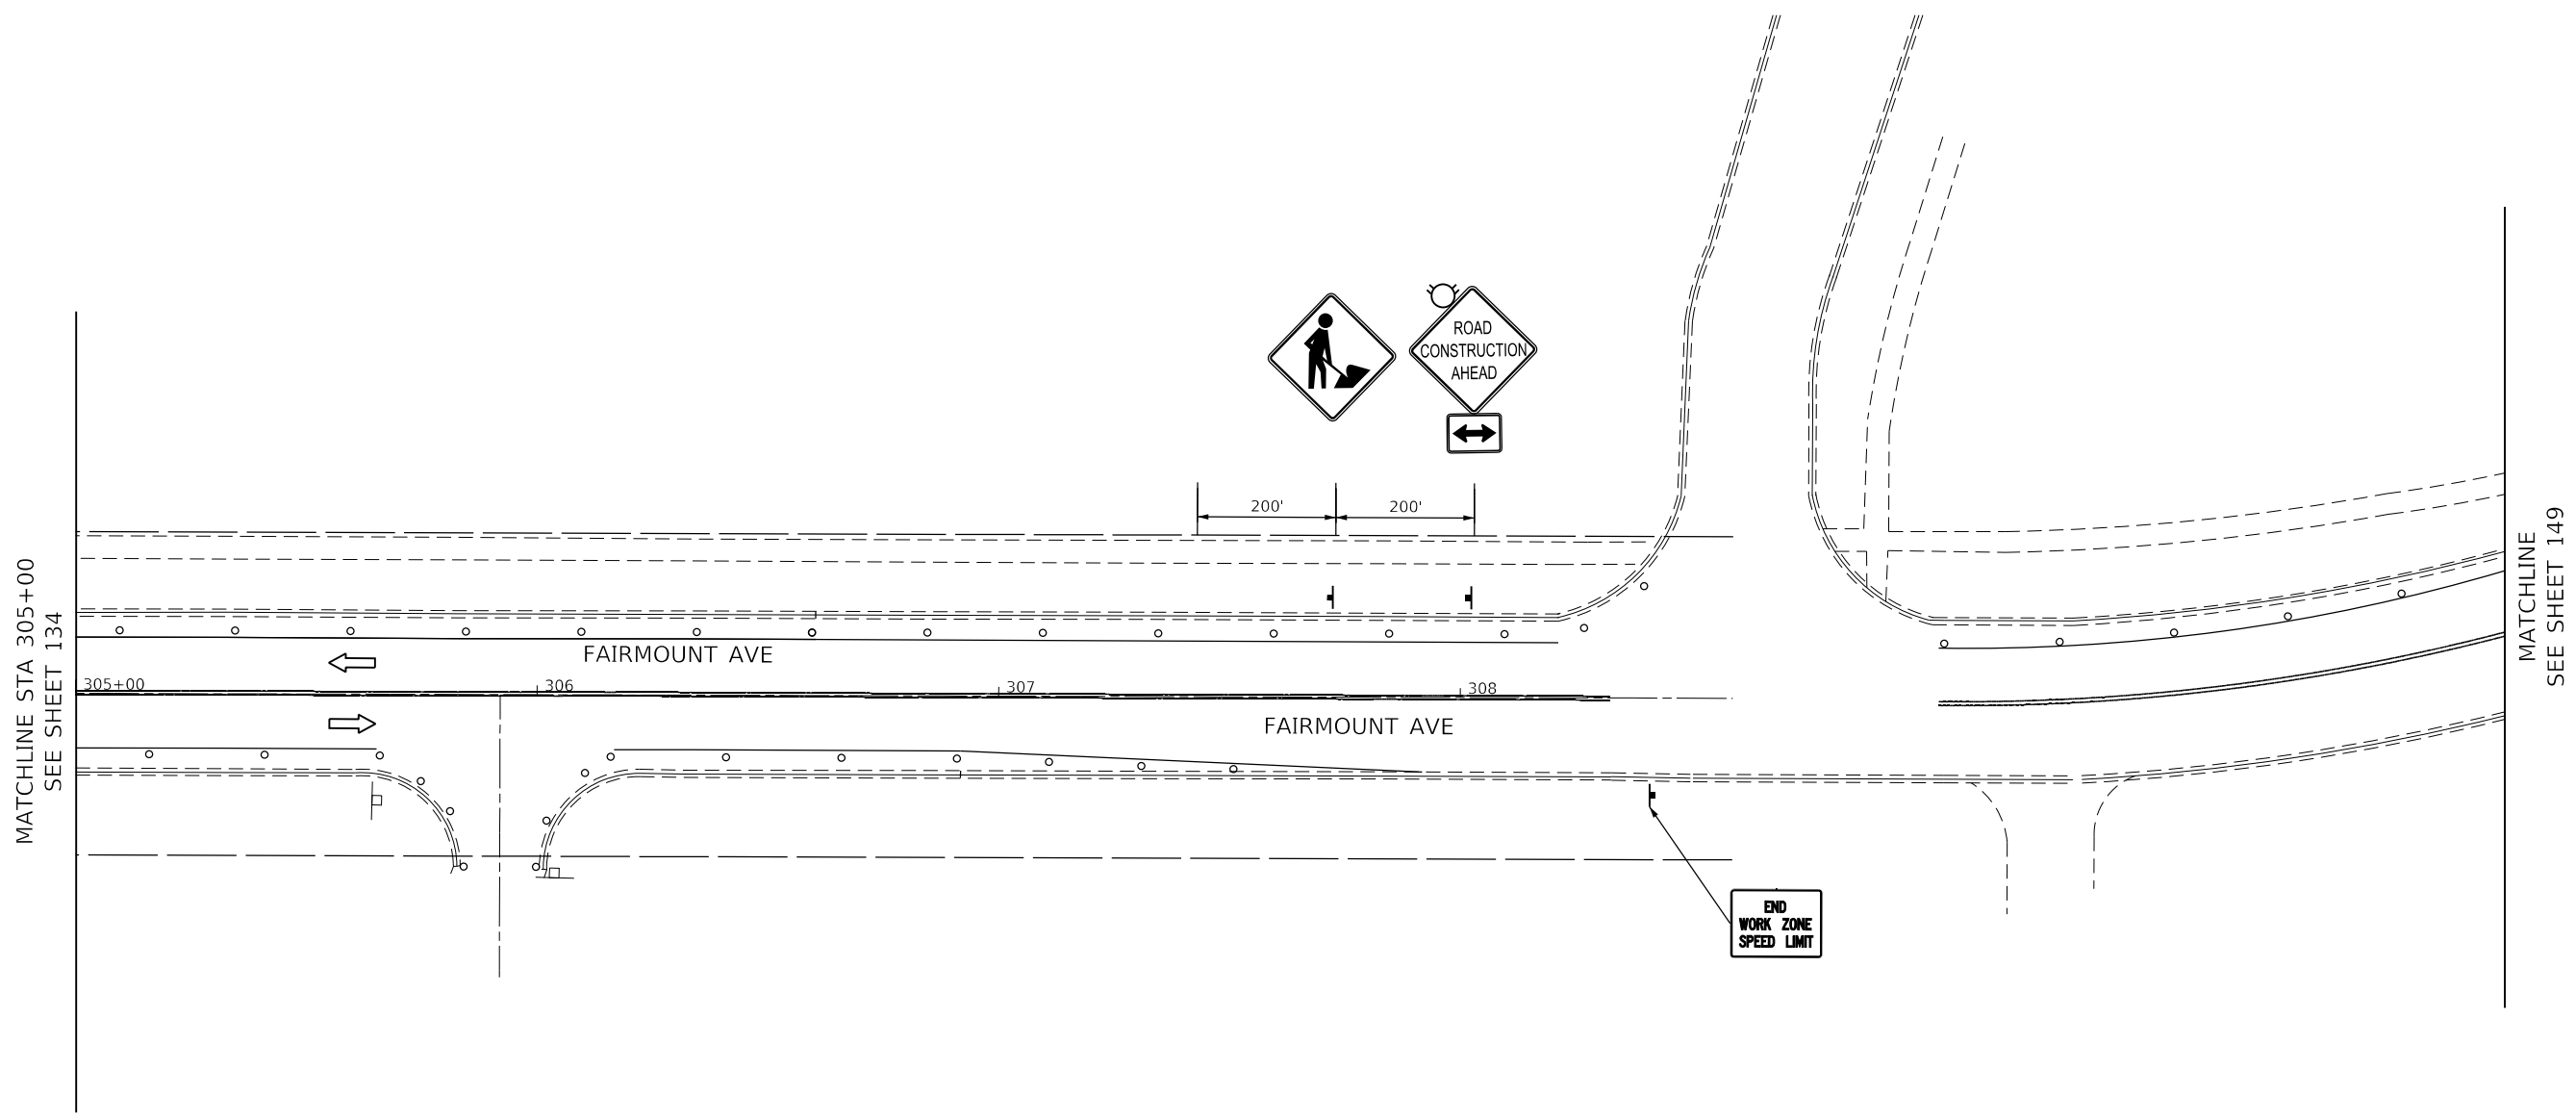 ROAD
CONSTRUCTION
AHEAD
200'
200'
MATCHLINE STA 305+00
SEE SHEET 134
MATCHLINE
SEE SHEET 149
FAIRMOUNT AVE
305+00
306
307
308
FAIRMOUNT AVE
END
WORK ZONE
SPEED LIMIT